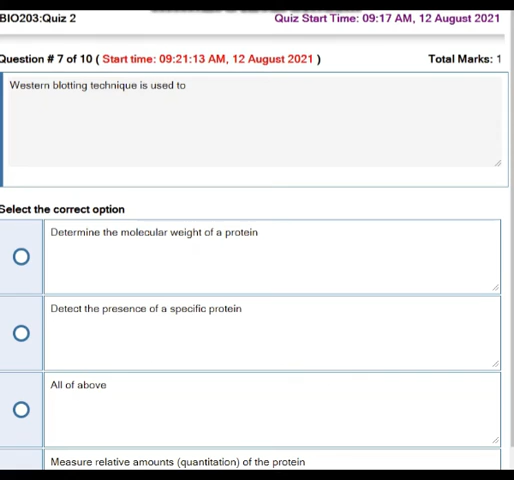 BIO203:Quiz 2 Quiz Start Time: 09:17 AM, 12 August 2021
Question # 7 of 10 ( Start time: 09:21:13 AM, 12 August 2021 ) Total Marks: 1
Western blotting technique is used to
Select the correct option
Determine the molecular weight of a protein
Detect the presence of a specific protein
All of above
Measure relative amounts (quantitation) of the protein